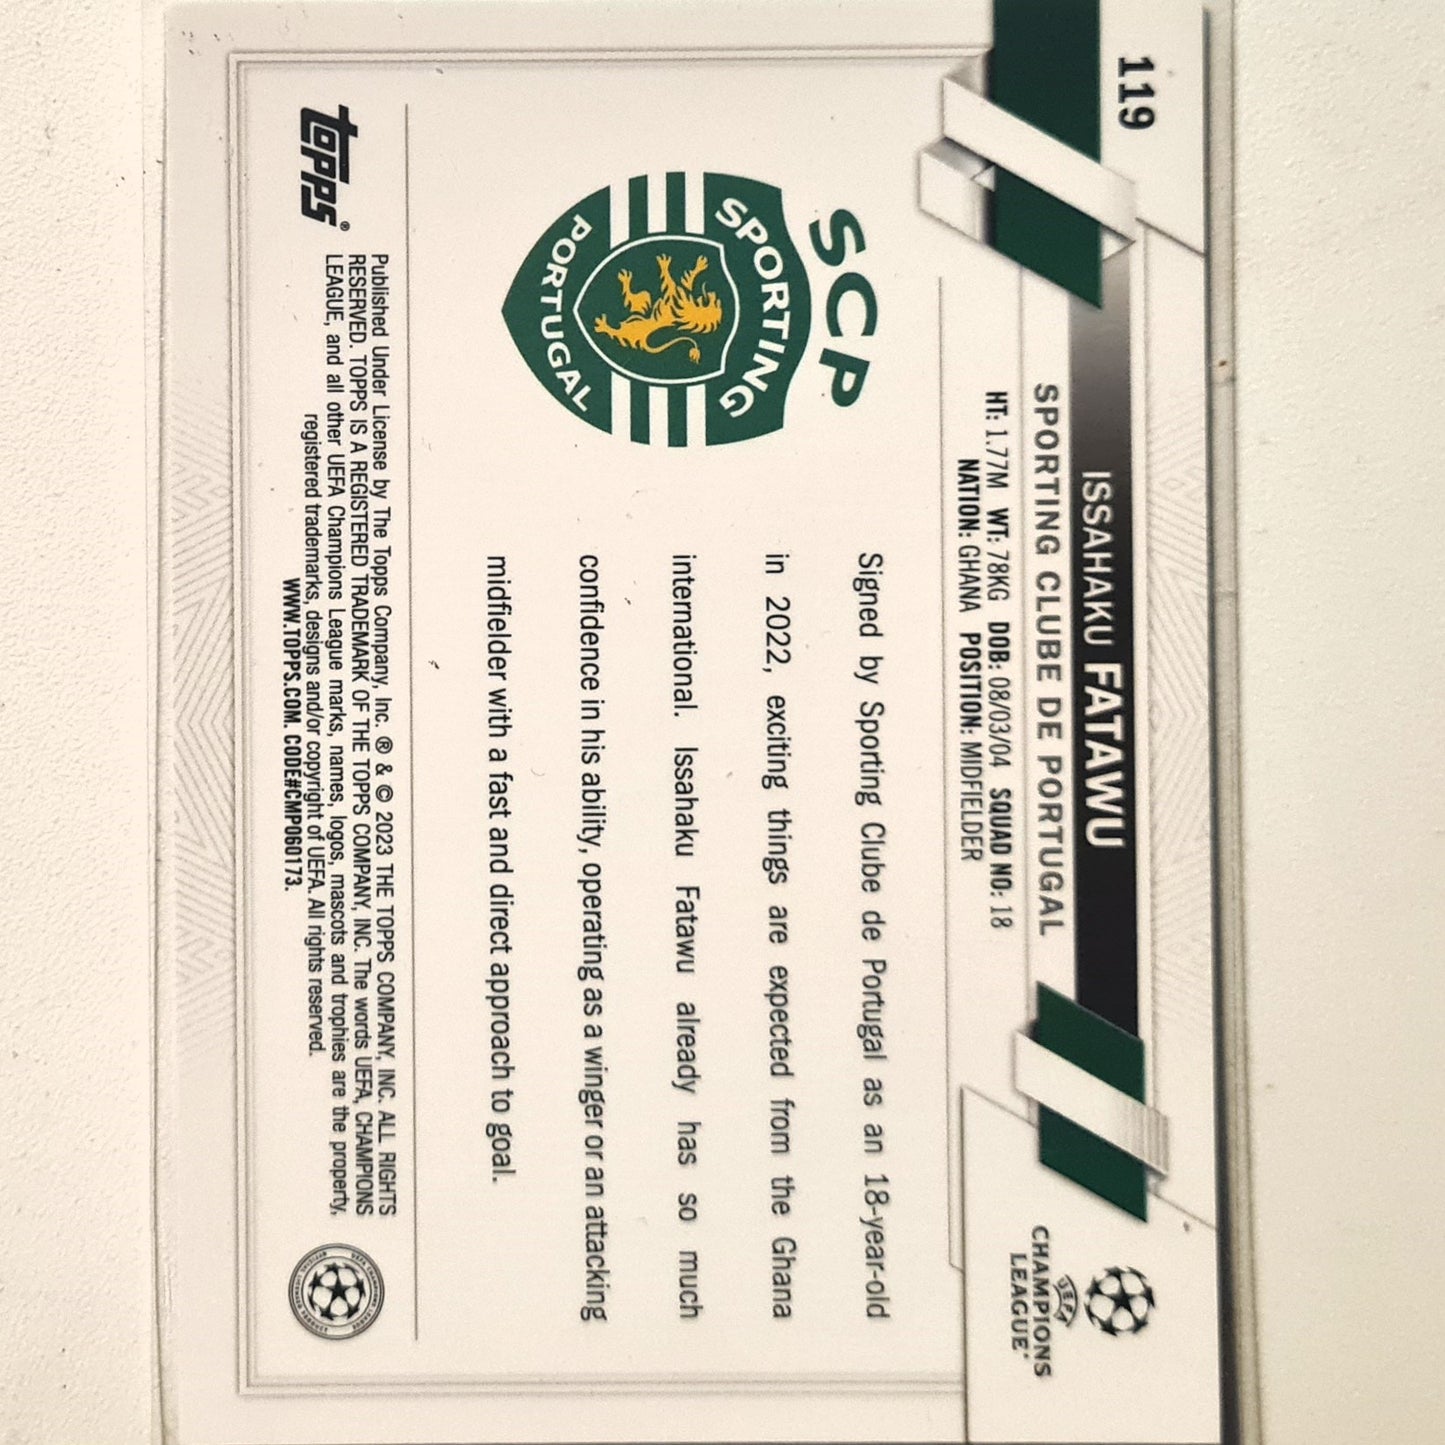 119
ISSAHAKU FATAWU
SPORTING CLUBE DE PORTUGAL
HT: 1.77M WT: 78KG DOB: 08/03/04 SQUAD NO: 18
NATION: GHANA POSITION: MIDFIELDER
UEFA
CHAMPIONS
LEAGUE
SCP
SPORTING
PORTUGAL
Signed by Sporting Clube de Portugal as an 18-year-old
in 2022, exciting things are expected from the Ghana
international. Issahaku Fatawu already has so much
confidence in his ability, operating as a winger or an attacking
midfielder with a fast and direct approach to goal.
topps®
Published Under License by The Topps Company, Inc. ® & © 2023 THE TOPPS COMPANY, INC. ALL RIGHTS
RESERVED. TOPPS IS A REGISTERED TRADEMARK OF THE TOPPS COMPANY, INC. The words UEFA, CHAMPIONS
LEAGUE, and all other UEFA Champions League marks, names, logos, mascots and trophies are the property,
registered trademarks, designs and/or copyright of UEFA. All rights reserved.
WWW.TOPPS.COM. CODE#CMP060173.